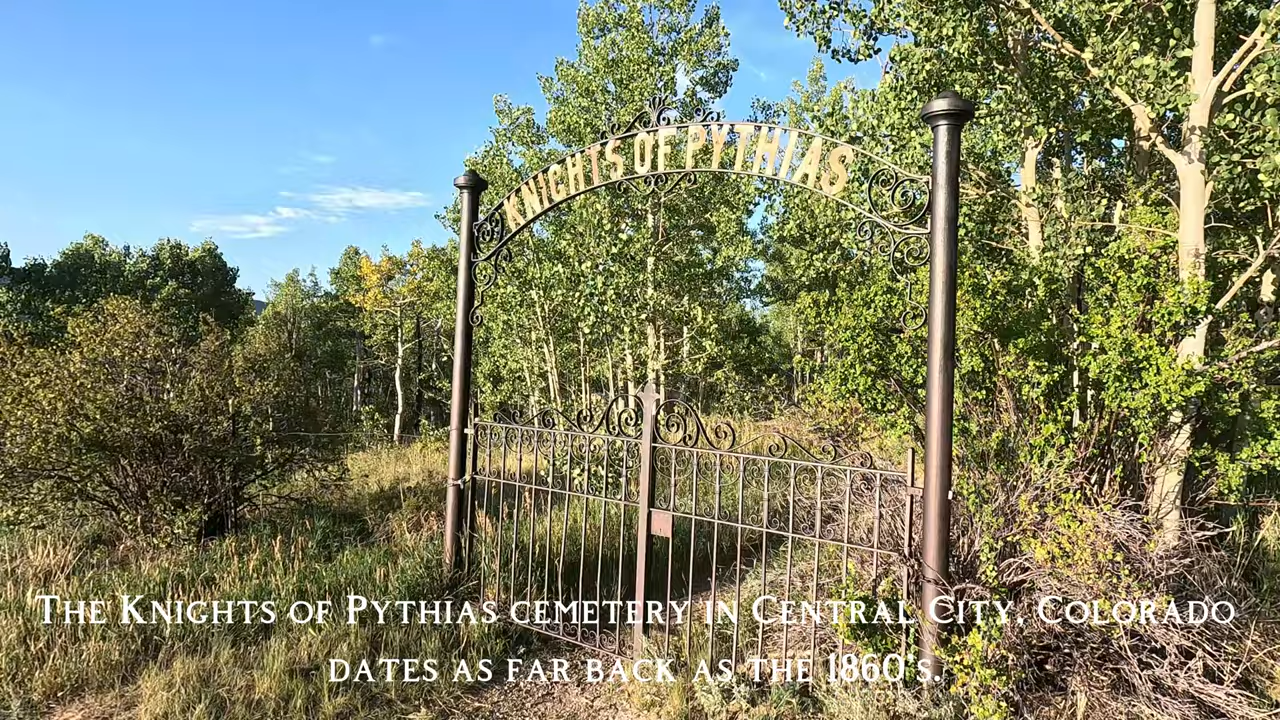 KNIGHTS OF PYTHIAS
The Knights of Pythias cemetery in Central City, Colorado
dates as far back as the 1860's.